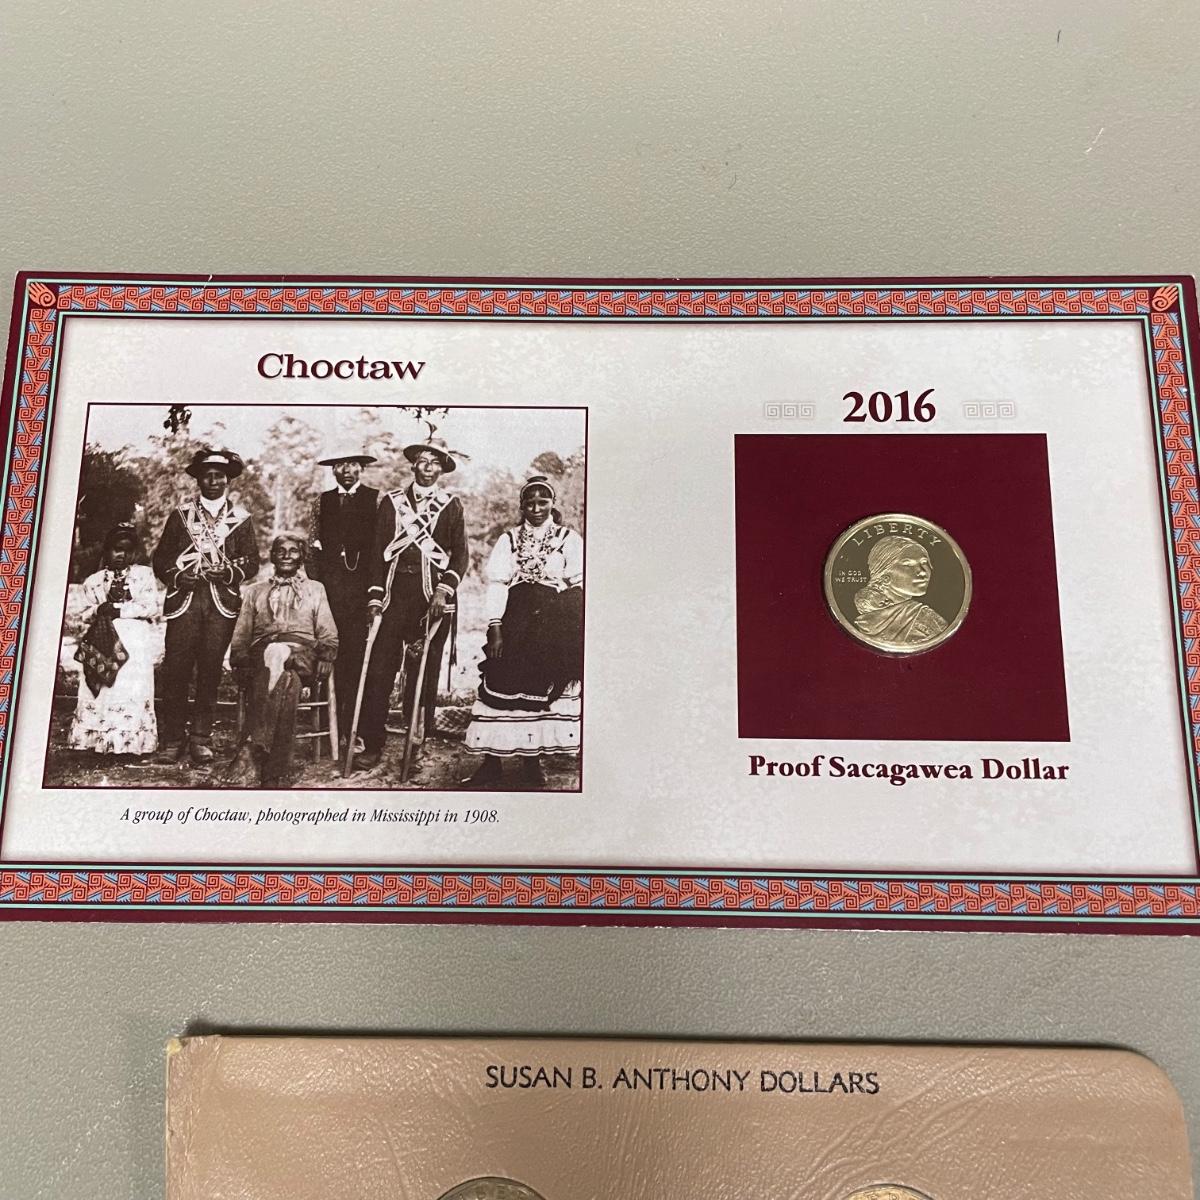 Choctaw
A group of Choctaw, photographed in Mississippi in 1908.
2016
LIBERTY
IN GOD
WE TRUST
Proof Sacagawea Dollar
SUSAN B. ANTHONY DOLLARS